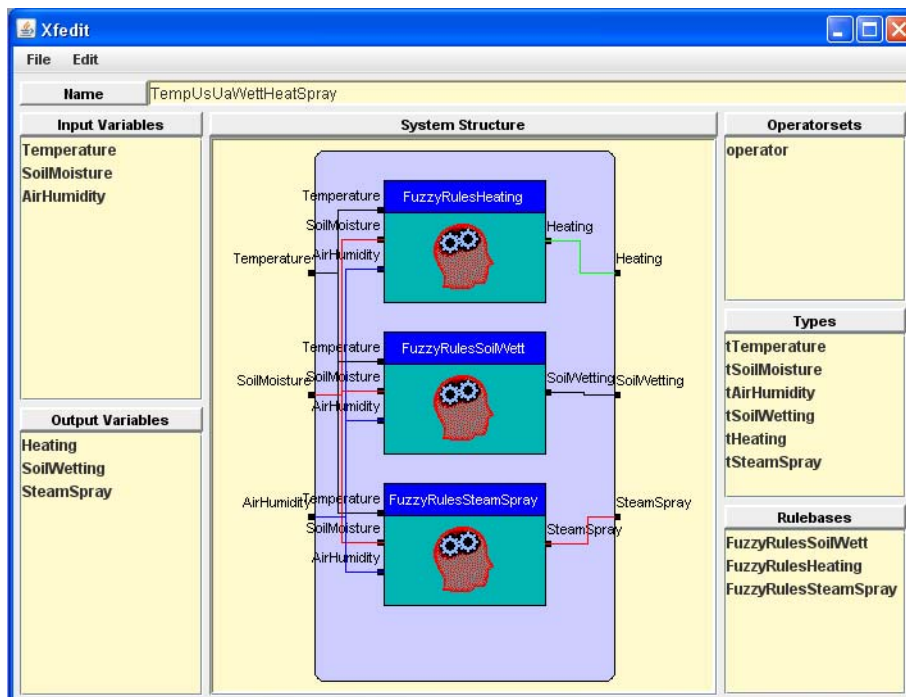 Xfedit
File Edit
Name TempUsUaWettHeatSpray
Input Variables
Temperature
SoilMoisture
AirHumidity
Output Variables
Heating
SoilWetting
SteamSpray
System Structure
Temperature
SoilMoisture
AirHumidity
FuzzyRulesHeating
Heating
Temperature
Heating
Temperature
SoilMoisture
AirHumidity
FuzzyRulesSoilWett
SoilWetting
SoilMoisture
SoilWetting
Temperature
SoilMoisture
AirHumidity
FuzzyRulesSteamSpray
SteamSpray
AirHumidity
SteamSpray
Operatorsets
operator
Types
tTemperature
tSoilMoisture
tAirHumidity
tSoilWetting
tHeating
tSteamSpray
Rulebases
FuzzyRulesSoilWett
FuzzyRulesHeating
FuzzyRulesSteamSpray